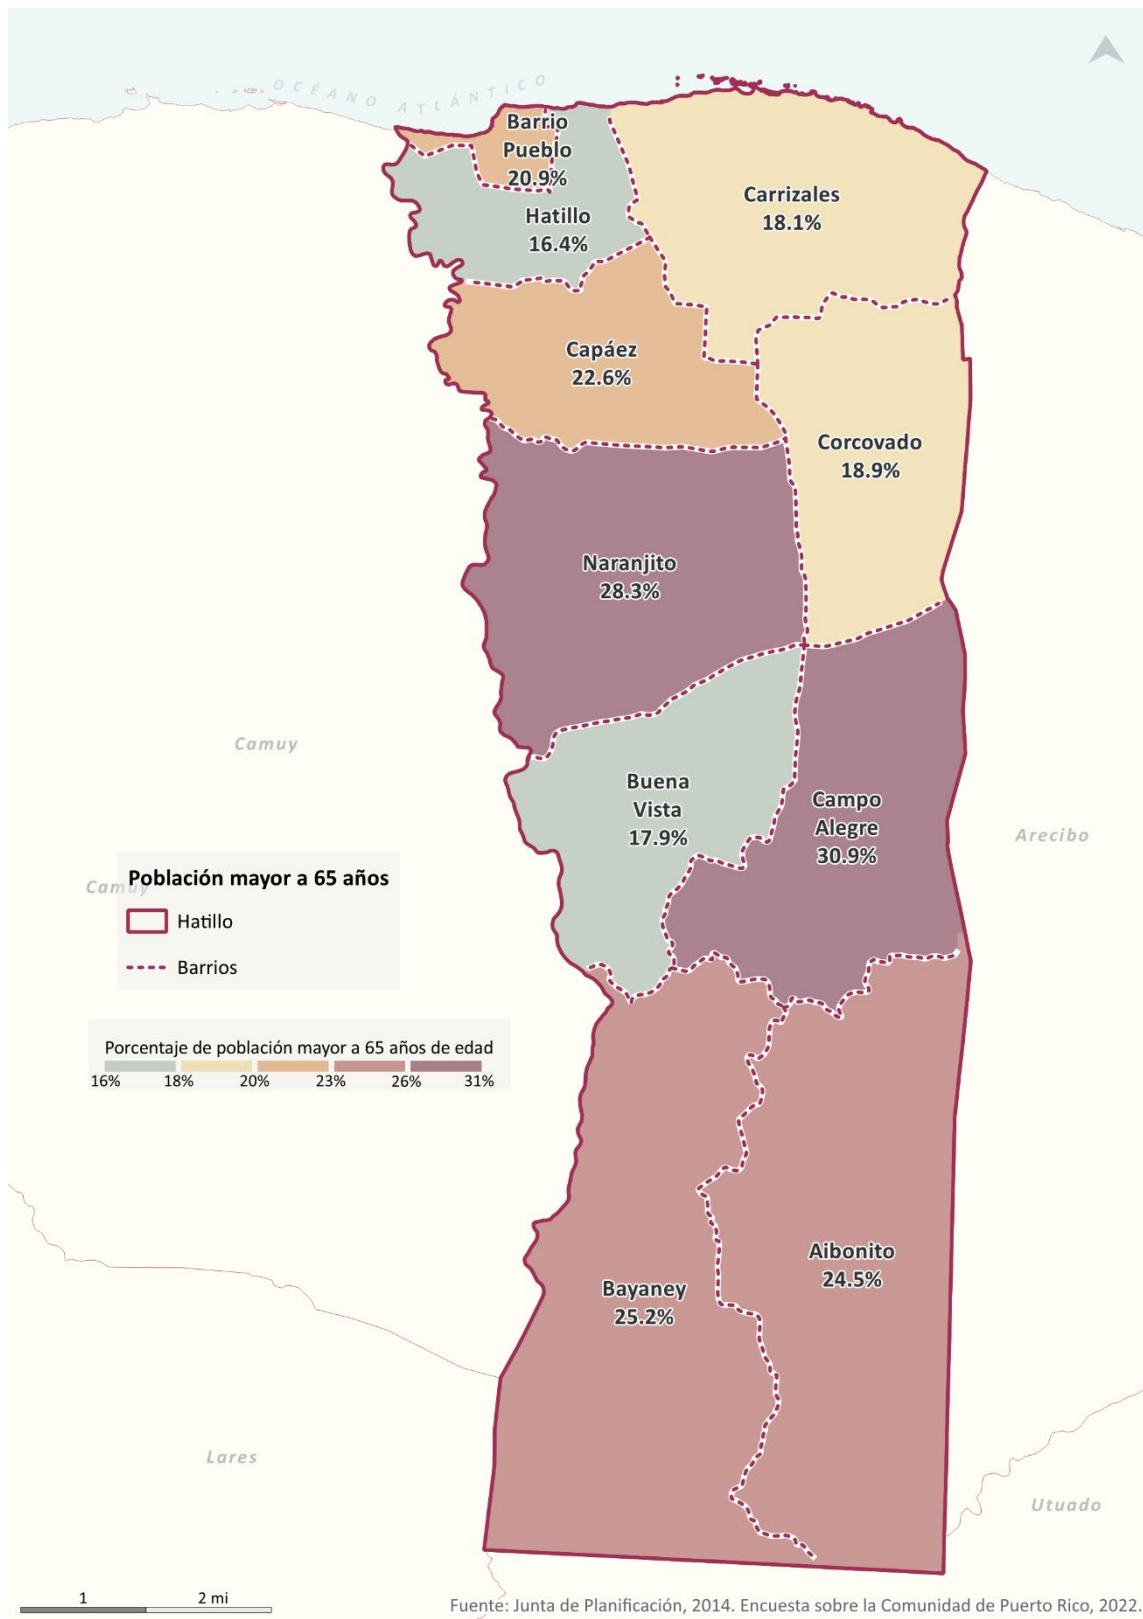 OCÉANO ATLÁNTICO
Barrio
Pueblo
20.9%
Hatillo
16.4%
Carrizales
18.1%
Capáez
22.6%
Corcovado
18.9%
Naranjito
28.3%
Camuy
Buena
Vista
17.9%
Campo
Alegre
30.9%
Arecibo
Camuy
Población mayor a 65 años
Hatillo
Barrios
Porcentaje de población mayor a 65 años de edad
16% 18% 20% 23% 26% 31%
Aibonito
24.5%
Bayaney
25.2%
Lares
Utuado
1 2 mi
Fuente: Junta de Planificación, 2014. Encuesta sobre la Comunidad de Puerto Rico, 2022.